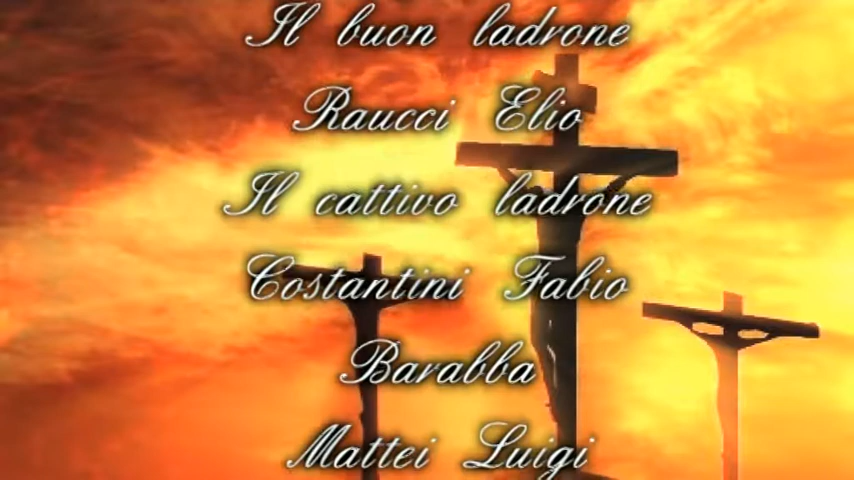 Il buon ladrone
Raucci Elio
Il cattivo ladrone
Costantini Fabio
Barabba
Mattei Luigi